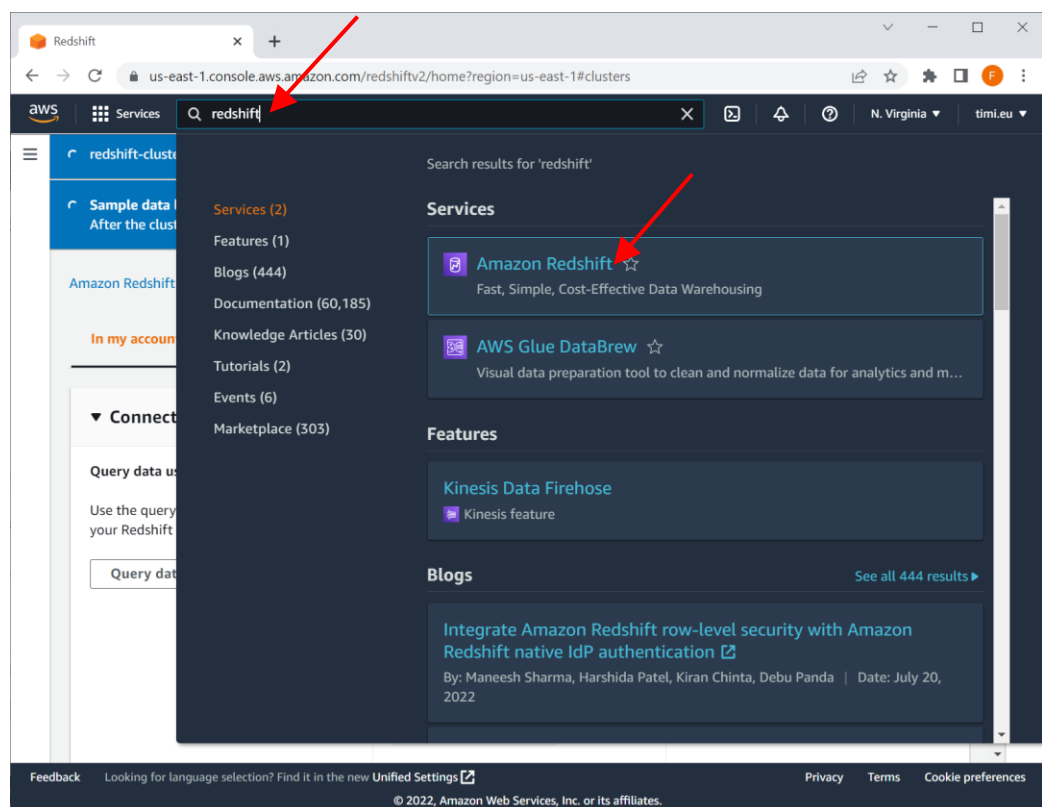 Redshift
us-east-1.console.aws.amazon.com/redshiftv2/home?region=us-east-1#clusters
F
aws
Services
redshift
N. Virginia
timi.eu
redshift-cluste
Sample data
After the clust
Amazon Redshift
In my accoun
Connect
Query data us
Use the query
your Redshift
Query dat
Search results for 'redshift'
Services (2)
Features (1)
Blogs (444)
Documentation (60,185)
Knowledge Articles (30)
Tutorials (2)
Events (6)
Marketplace (303)
Services
Amazon Redshift
Fast, Simple, Cost-Effective Data Warehousing
AWS Glue DataBrew
Visual data preparation tool to clean and normalize data for analytics and m...
Features
Kinesis Data Firehose
Kinesis feature
Blogs
See all 444 results
Integrate Amazon Redshift row-level security with Amazon
Redshift native IdP authentication
By: Maneesh Sharma, Harshida Patel, Kiran Chinta, Debu Panda | Date: July 20,
2022
Feedback
Looking for language selection? Find it in the new Unified Settings
Privacy
Terms
Cookie preferences
© 2022, Amazon Web Services, Inc. or its affiliates.